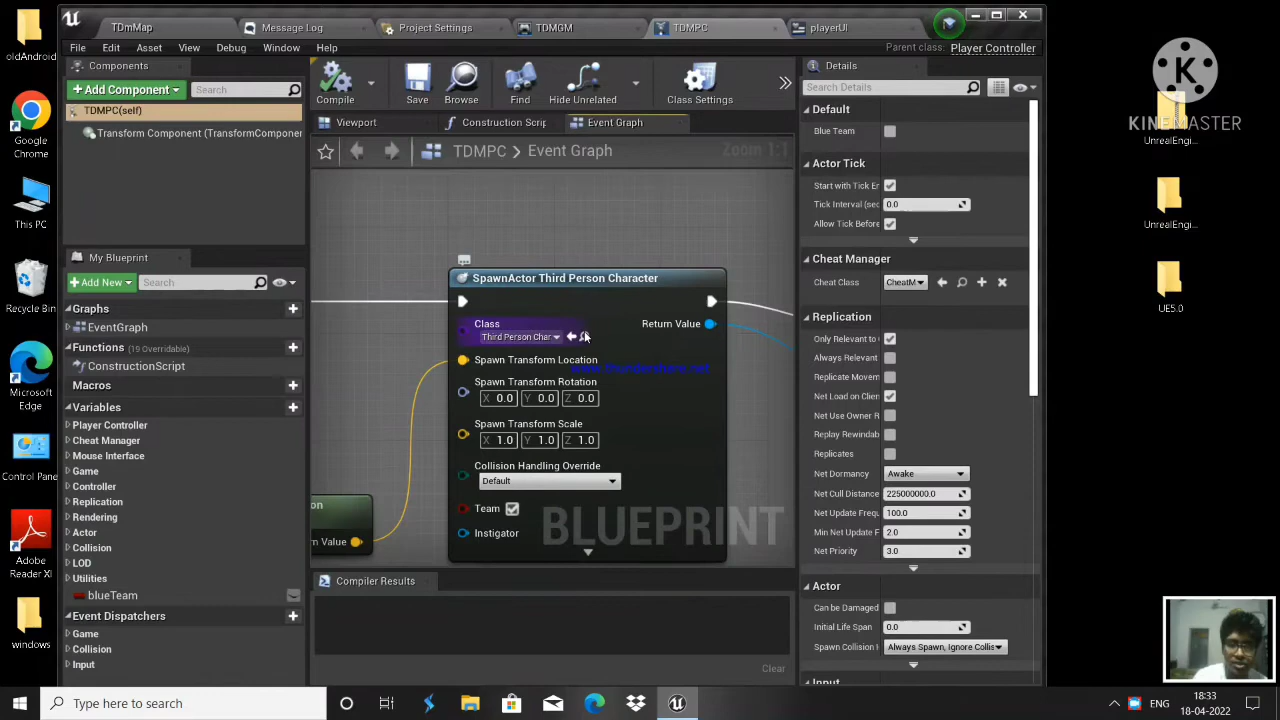 oldAndroid
Google
Chrome
This PC
Microsoft
Edge
Control Panel
Adobe
Reader XI
windows
TDmMap
Message Log
Project Settings
TDMGM
TDMPC
playerUI
File
Edit
Asset
View
Debug
Window
Help
Parent class: Player Controller
Components
+Add Component
Search
TDMPC(self)
Transform Component (TransformComponen
My Blueprint
+Add New
Search
Graphs
EventGraph
Functions (19 Overridable)
ConstructionScript
Macros
Variables
Player Controller
Cheat Manager
Mouse Interface
Game
Controller
Replication
Rendering
Actor
Collision
LOD
Utilities
blueTeam
Event Dispatchers
Game
Collision
Input
Compile
Save
Browse
Find
Hide Unrelated
Class Settings
Viewport
Construction Scrip
Event Graph
TDMPC > Event Graph
Zoom 1:1
SpawnActor Third Person Character
Class
Third Person Char
Return Value
Spawn Transform Location
www.thundershare.net
Spawn Transform Rotation
X 0.0 Y 0.0 Z 0.0
Spawn Transform Scale
X 1.0 Y 1.0 Z 1.0
Collision Handling Override
Default
Team
Instigator
BLUEPRINT
on
rn Value
Compiler Results
Clear
Details
Search Details
Default
Blue Team
Actor Tick
Start with Tick En
Tick Interval (sec
0.0
Allow Tick Before
Cheat Manager
Cheat Class
CheatM
Replication
Only Relevant to
Always Relevant
Replicate Movem
Net Load on Clien
Net Use Owner R
Replay Rewindab
Replicates
Net Dormancy
Awake
Net Cull Distance
225000000.0
Net Update Frequ
100.0
Min Net Update F
2.0
Net Priority
3.0
Actor
Can be Damaged
Initial Life Span
0.0
Spawn Collision H
Always Spawn, Ignore Collis
Input
K
KINEMASTER
UnrealEngi...
UnrealEngi...
UE5.0
Type here to search
ENG
18:33
18-04-2022